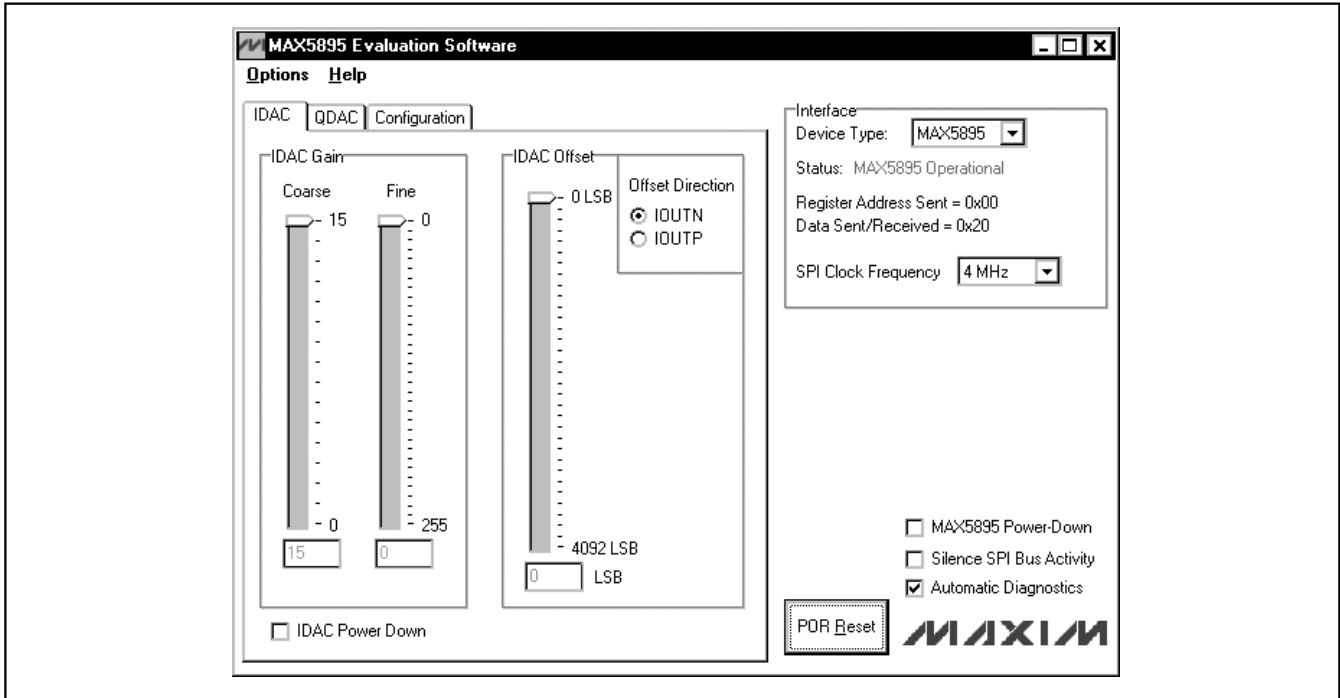 MAX5895 Evaluation Software
Options Help
IDAC QDAC Configuration
IDAC Gain
Coarse Fine
15 0
0 255
15 0
IDAC Power Down
IDAC Offset
0 LSB
4092 LSB
0 LSB
Offset Direction
IOUTN
IOUTP
Interface
Device Type: MAX5895
Status: MAX5895 Operational
Register Address Sent = 0x00
Data Sent/Received = 0x20
SPI Clock Frequency 4 MHz
MAX5895 Power-Down
Silence SPI Bus Activity
Automatic Diagnostics
POR Reset
MAXIM